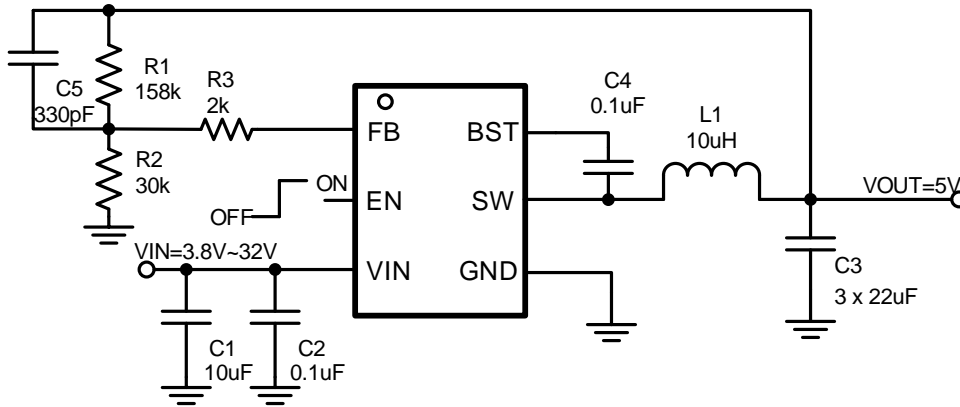 C5
330pF
R1
158k
R3
2k
R2
30k
ON
OFF
VIN=3.8V~32V
C1
10uF
C2
0.1uF
FB
BST
EN
SW
VIN
GND
C4
0.1uF
L1
10uH
VOUT=5V
C3
3 x 22uF